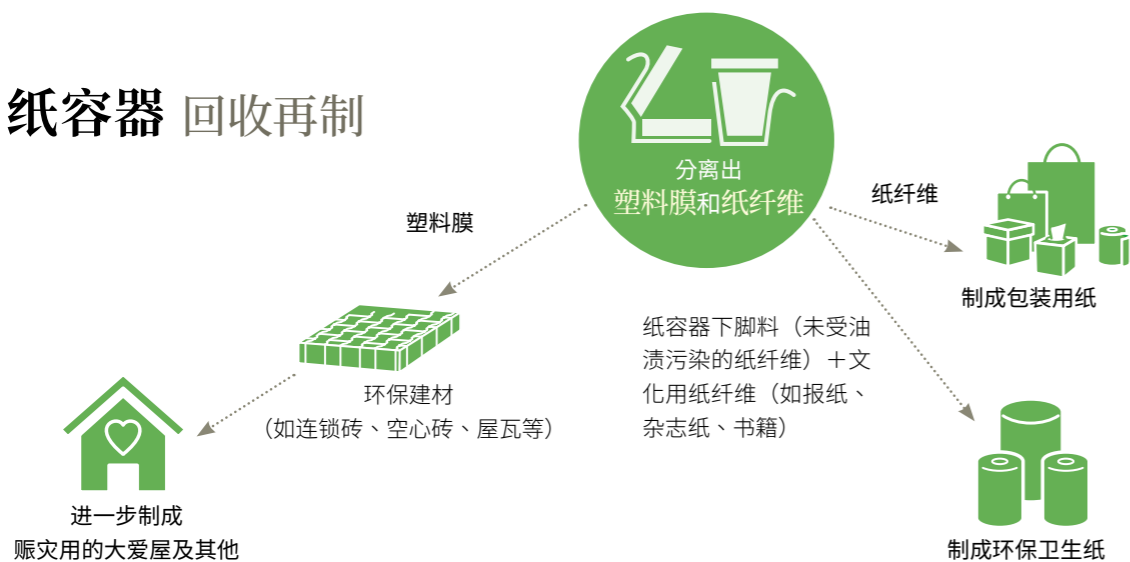 纸容器 回收再制
分离出
塑料膜和纸纤维
塑料膜
纸纤维
制成包装用纸
环保建材
（如连锁砖、空心砖、屋瓦等）
纸容器下脚料（未受油
渍污染的纸纤维）＋文
化用纸纤维（如报纸、
杂志纸、书籍）
进一步制成
赈灾用的大爱屋及其他
制成环保卫生纸